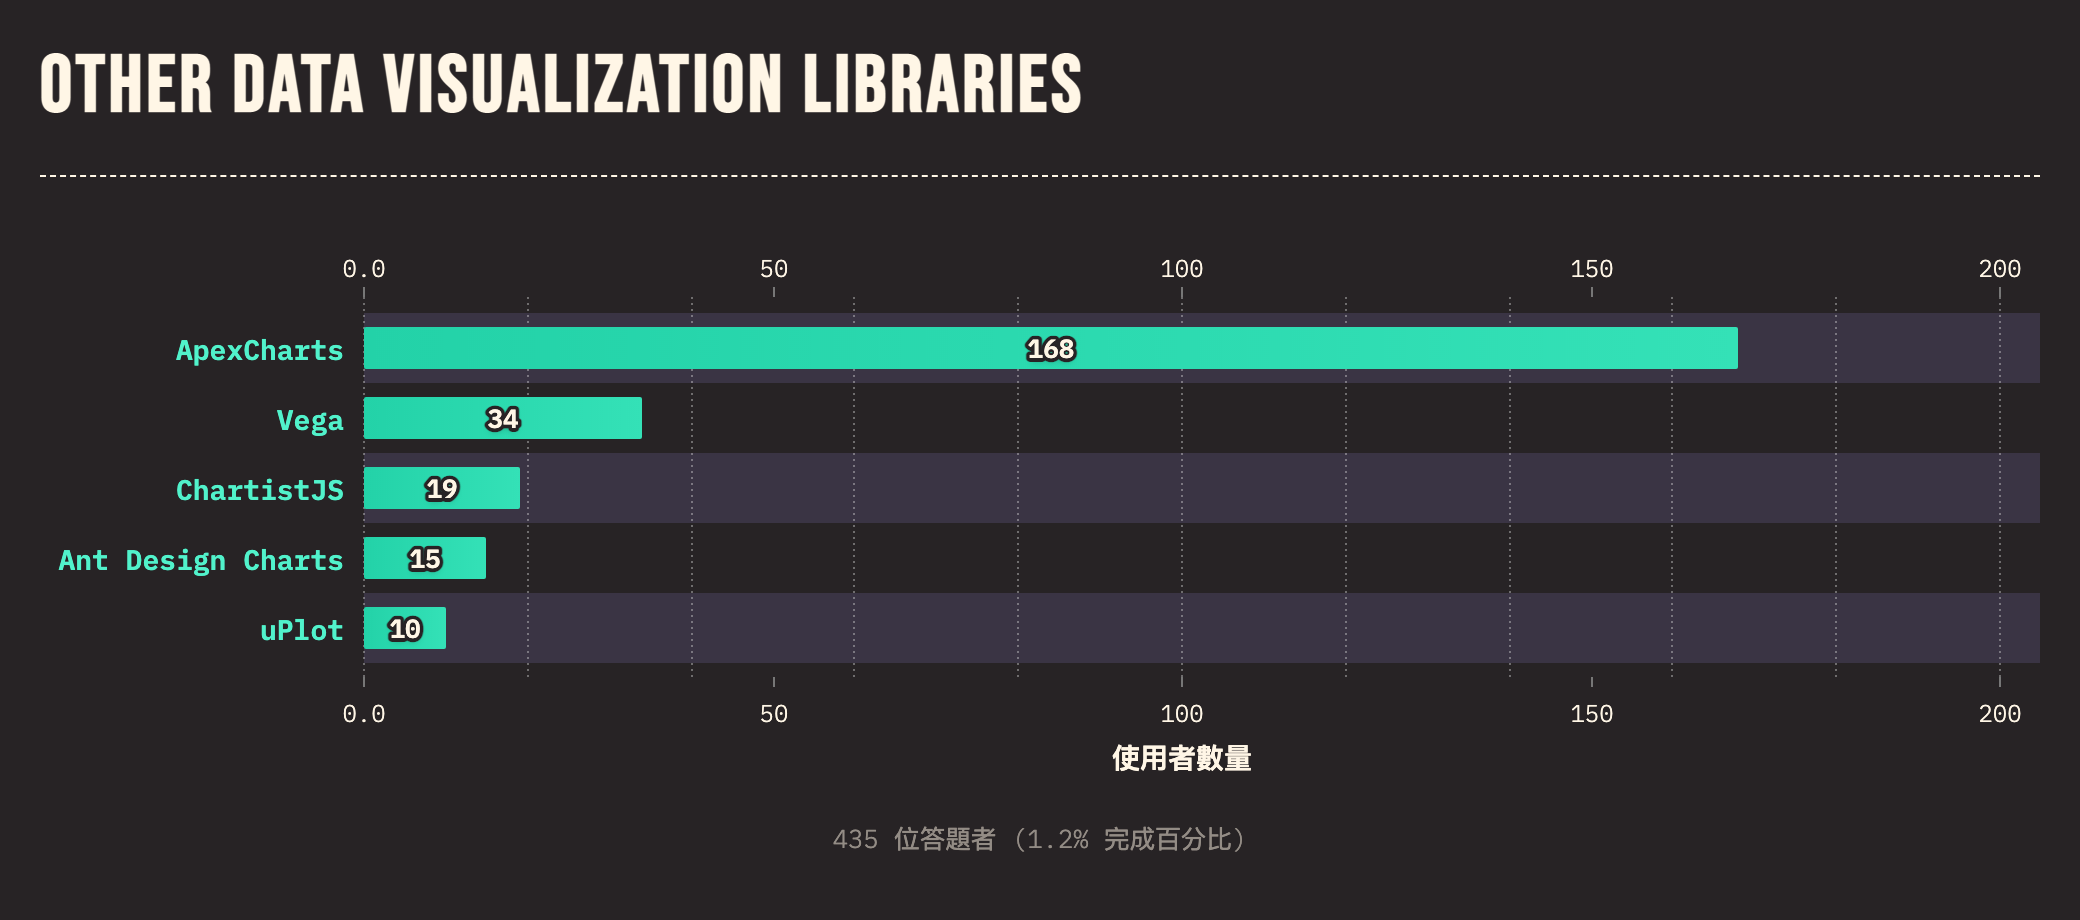 OTHER DATA VISUALIZATION LIBRARIES
0.0 50 100 150 200
ApexCharts 168
Vega 34
ChartistJS 19
Ant Design Charts 15
uPlot 10
0.0 50 100 150 200
使用者數量
435 位答題者 (1.2% 完成百分比)